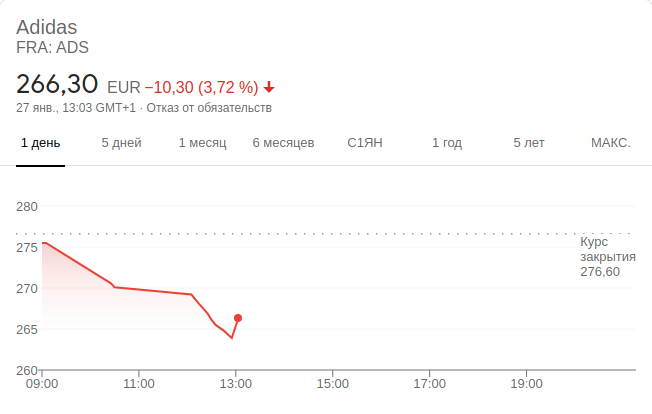 Adidas
FRA: ADS
266,30 EUR −10,30 (3,72 %)
27 янв., 13:03 GMT+1 · Отказ от обязательств
1 день 5 дней 1 месяц 6 месяцев С1ЯН 1 год 5 лет МАКС.
280
275
270
265
260
Курс
закрытия
276,60
09:00 11:00 13:00 15:00 17:00 19:00